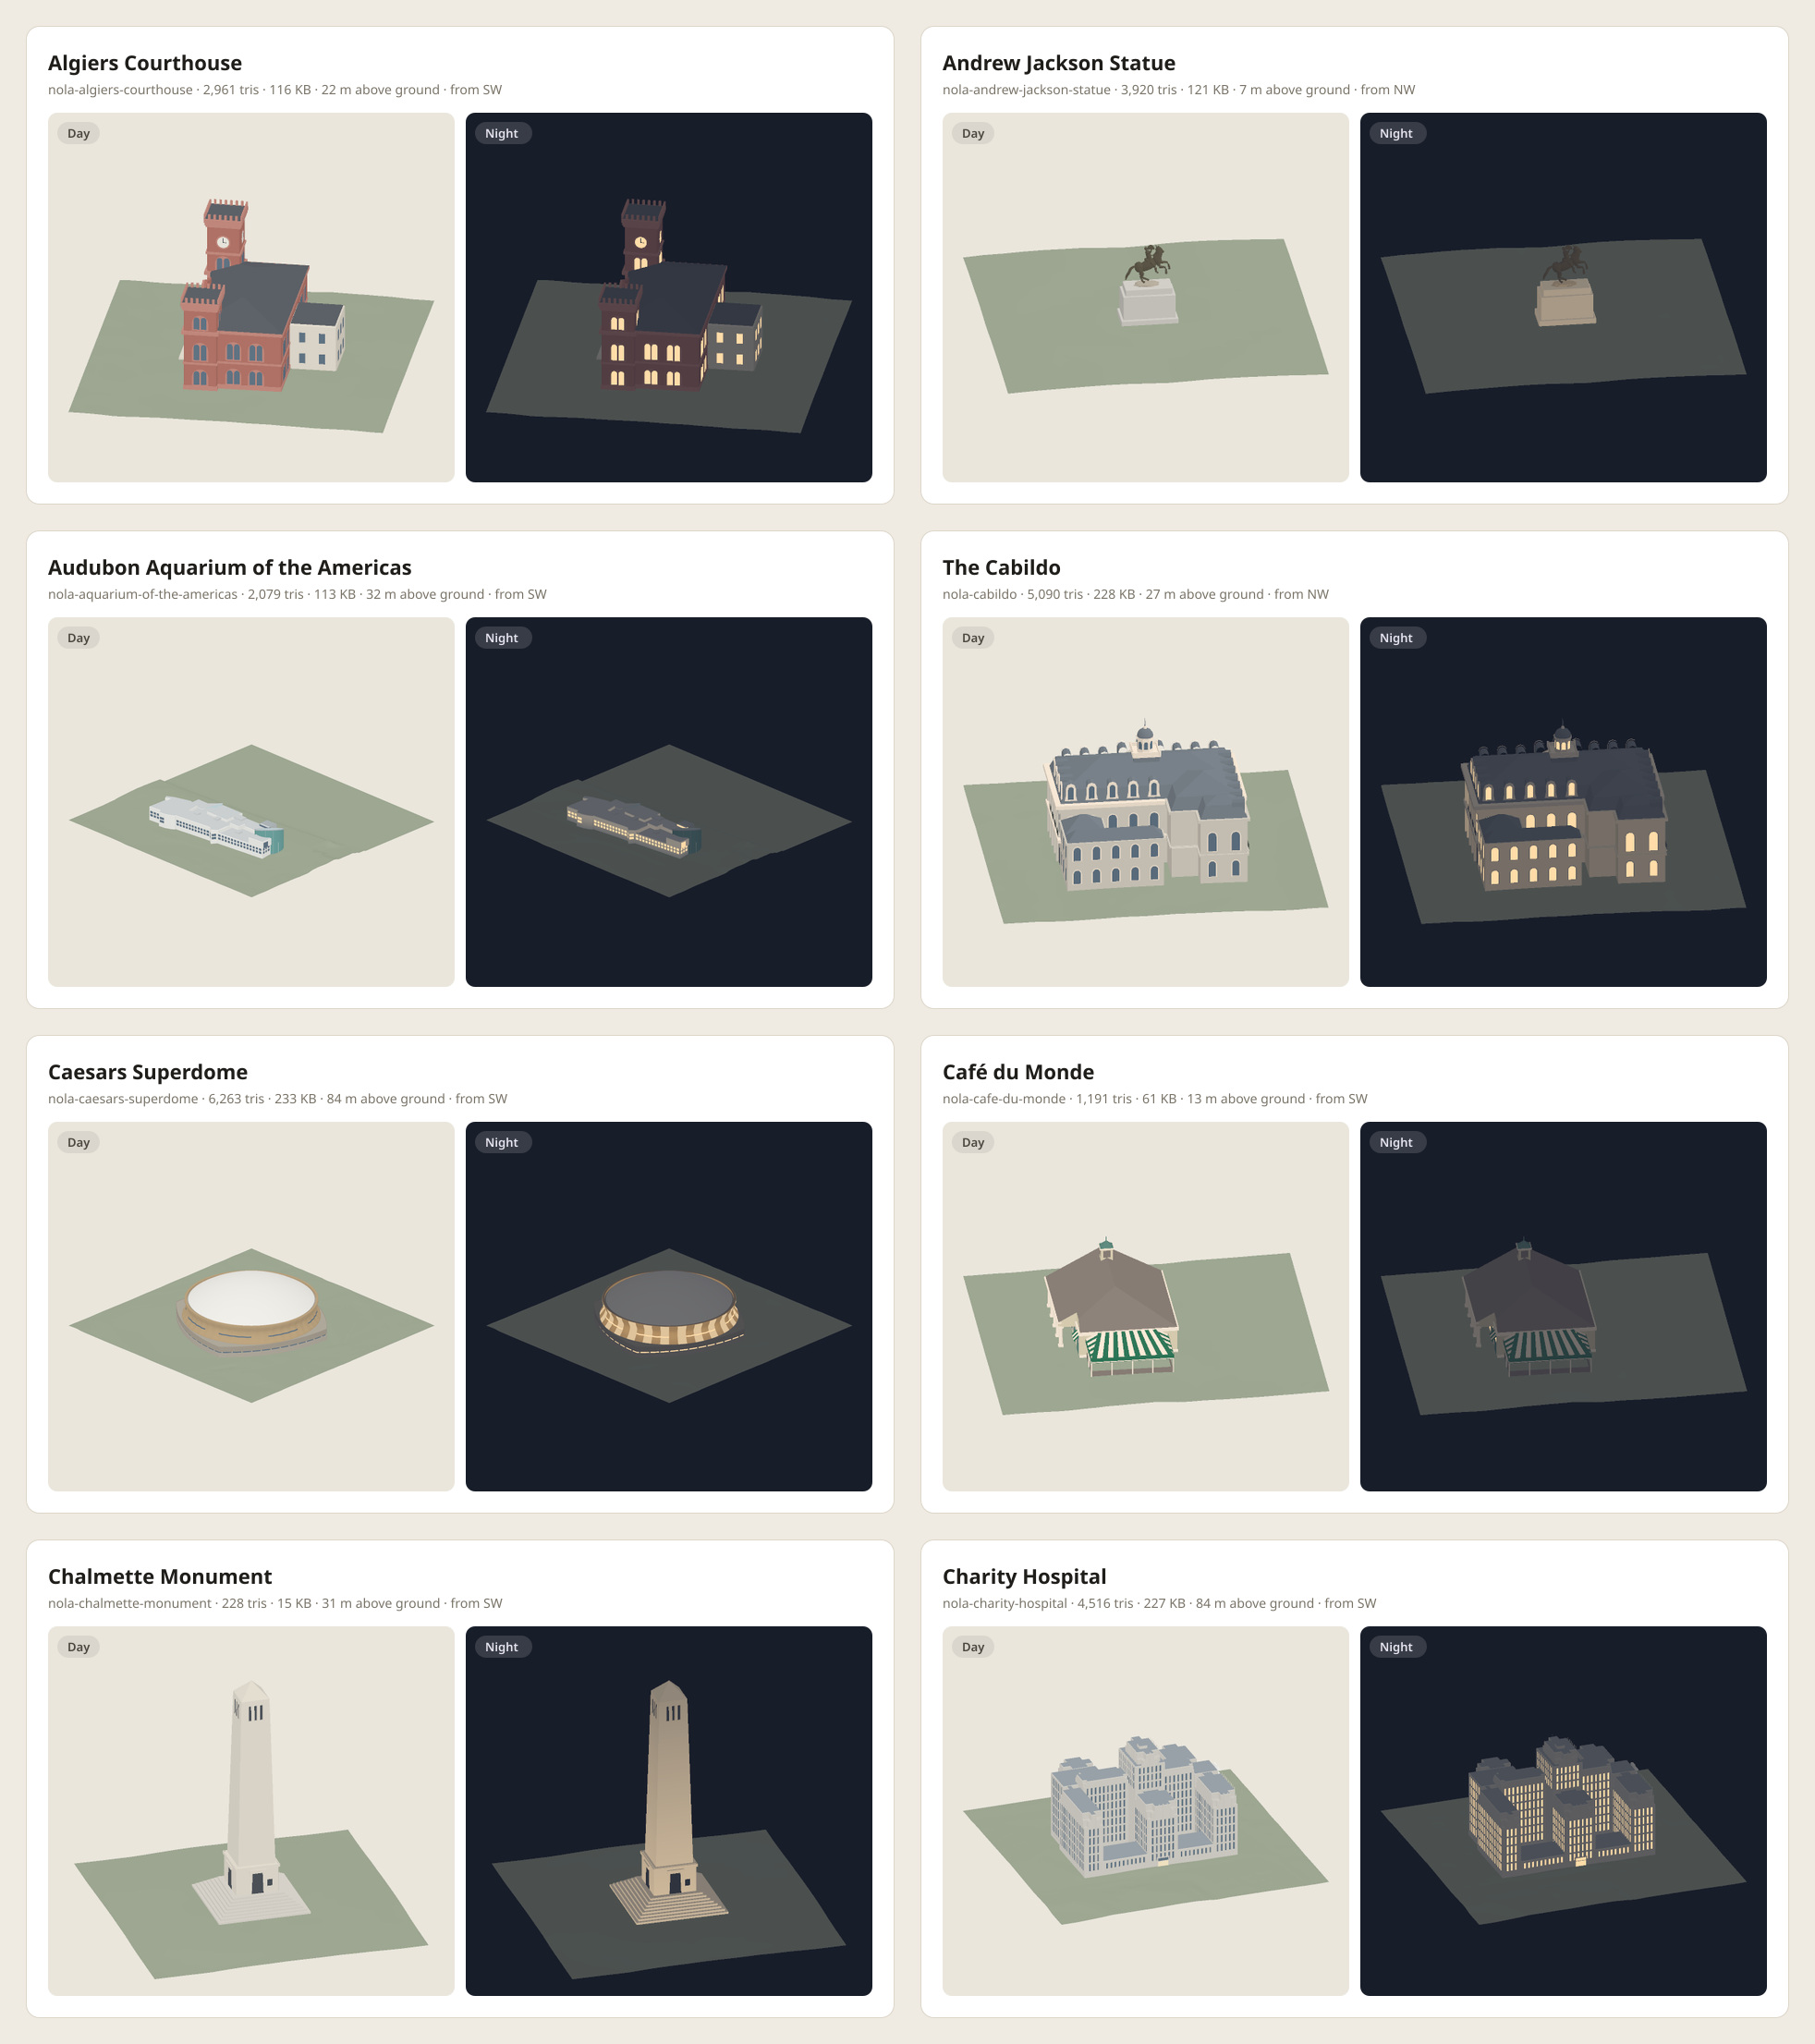 Algiers Courthouse
nola-algiers-courthouse · 2,961 tris · 116 KB · 22 m above ground · from SW
Day
Night
Andrew Jackson Statue
nola-andrew-jackson-statue · 3,920 tris · 121 KB · 7 m above ground · from NW
Day
Night
Audubon Aquarium of the Americas
nola-aquarium-of-the-americas · 2,079 tris · 113 KB · 32 m above ground · from SW
Day
Night
The Cabildo
nola-cabildo · 5,090 tris · 228 KB · 27 m above ground · from NW
Day
Night
Caesars Superdome
nola-caesars-superdome · 6,263 tris · 233 KB · 84 m above ground · from SW
Day
Night
Café du Monde
nola-cafe-du-monde · 1,191 tris · 61 KB · 13 m above ground · from SW
Day
Night
Chalmette Monument
nola-chalmette-monument · 228 tris · 15 KB · 31 m above ground · from SW
Day
Night
Charity Hospital
nola-charity-hospital · 4,516 tris · 227 KB · 84 m above ground · from SW
Day
Night